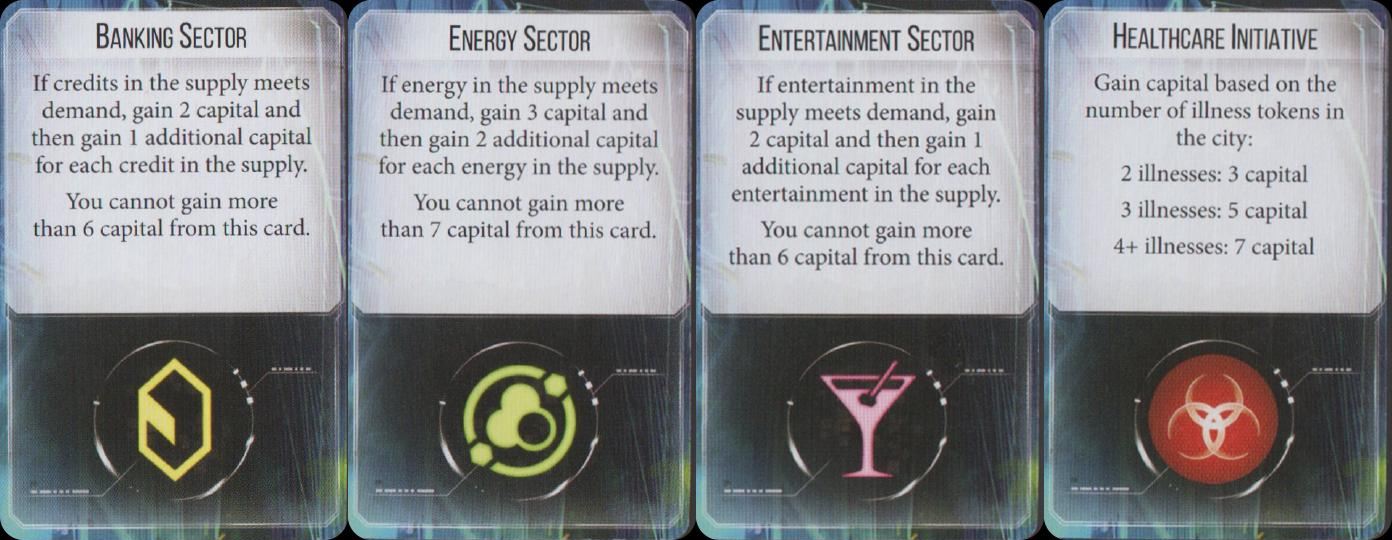 BANKING SECTOR
If credits in the supply meets
demand, gain 2 capital and
then gain 1 additional capital
for each credit in the supply.
You cannot gain more
than 6 capital from this card.
ENERGY SECTOR
If energy in the supply meets
demand, gain 3 capital and
then gain 2 additional capital
for each energy in the supply.
You cannot gain more
than 7 capital from this card.
ENTERTAINMENT SECTOR
If entertainment in the
supply meets demand, gain
2 capital and then gain 1
additional capital for each
entertainment in the supply.
You cannot gain more
than 6 capital from this card.
HEALTHCARE INITIATIVE
Gain capital based on the
number of illness tokens in
the city:
2 illnesses: 3 capital
3 illnesses: 5 capital
4+ illnesses: 7 capital